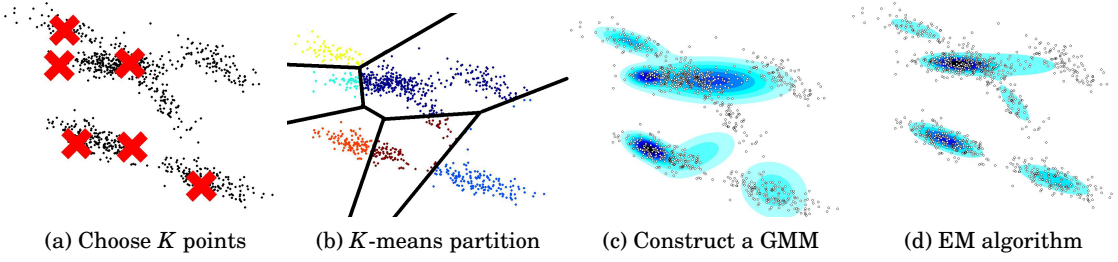 (a) Choose K points
(b) K-means partition
(c) Construct a GMM
(d) EM algorithm